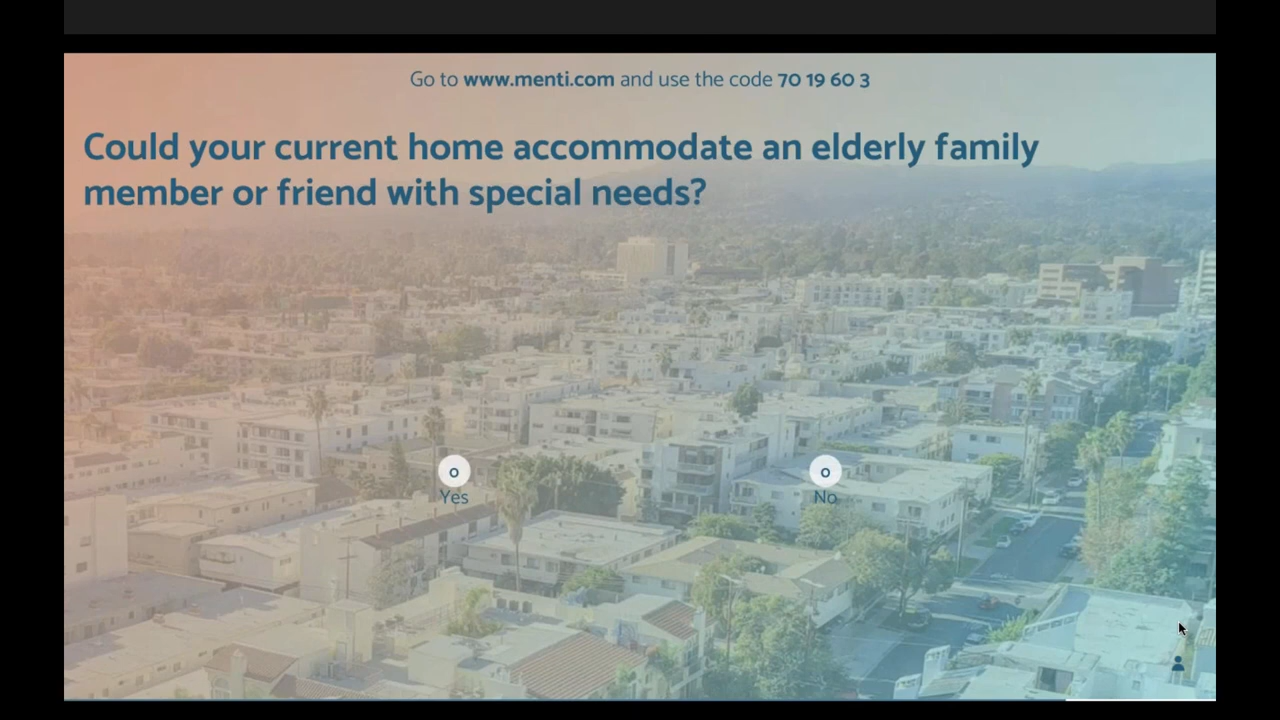 Go to www.menti.com and use the code 70 19 60 3
Could your current home accommodate an elderly family
member or friend with special needs?
0 0
Yes No